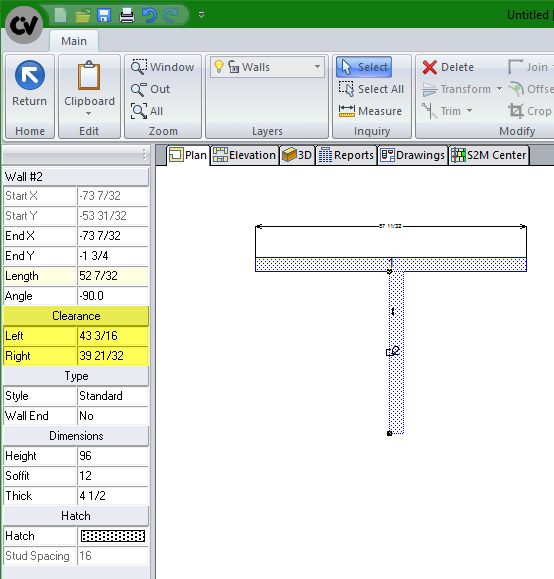 CV
Untitled
Main
Window
Out
All
Return
Clipboard
Home
Edit
Zoom
Walls
Layers
Select
Select All
Measure
Inquiry
Delete
Join
Transform
Offse
Trim
Crop
Modify
Plan
Elevation
3D
Reports
Drawings
S2M Center
Wall #2
Start X -73 7/32
Start Y -53 31/32
End X -73 7/32
End Y -1 3/4
Length 52 7/32
Angle -90.0
Clearance
Left 43 3/16
Right 39 21/32
Type
Style Standard
Wall End No
Dimensions
Height 96
Soffit 12
Thick 4 1/2
Hatch
Hatch
Stud Spacing 16
87 11/32
1
2